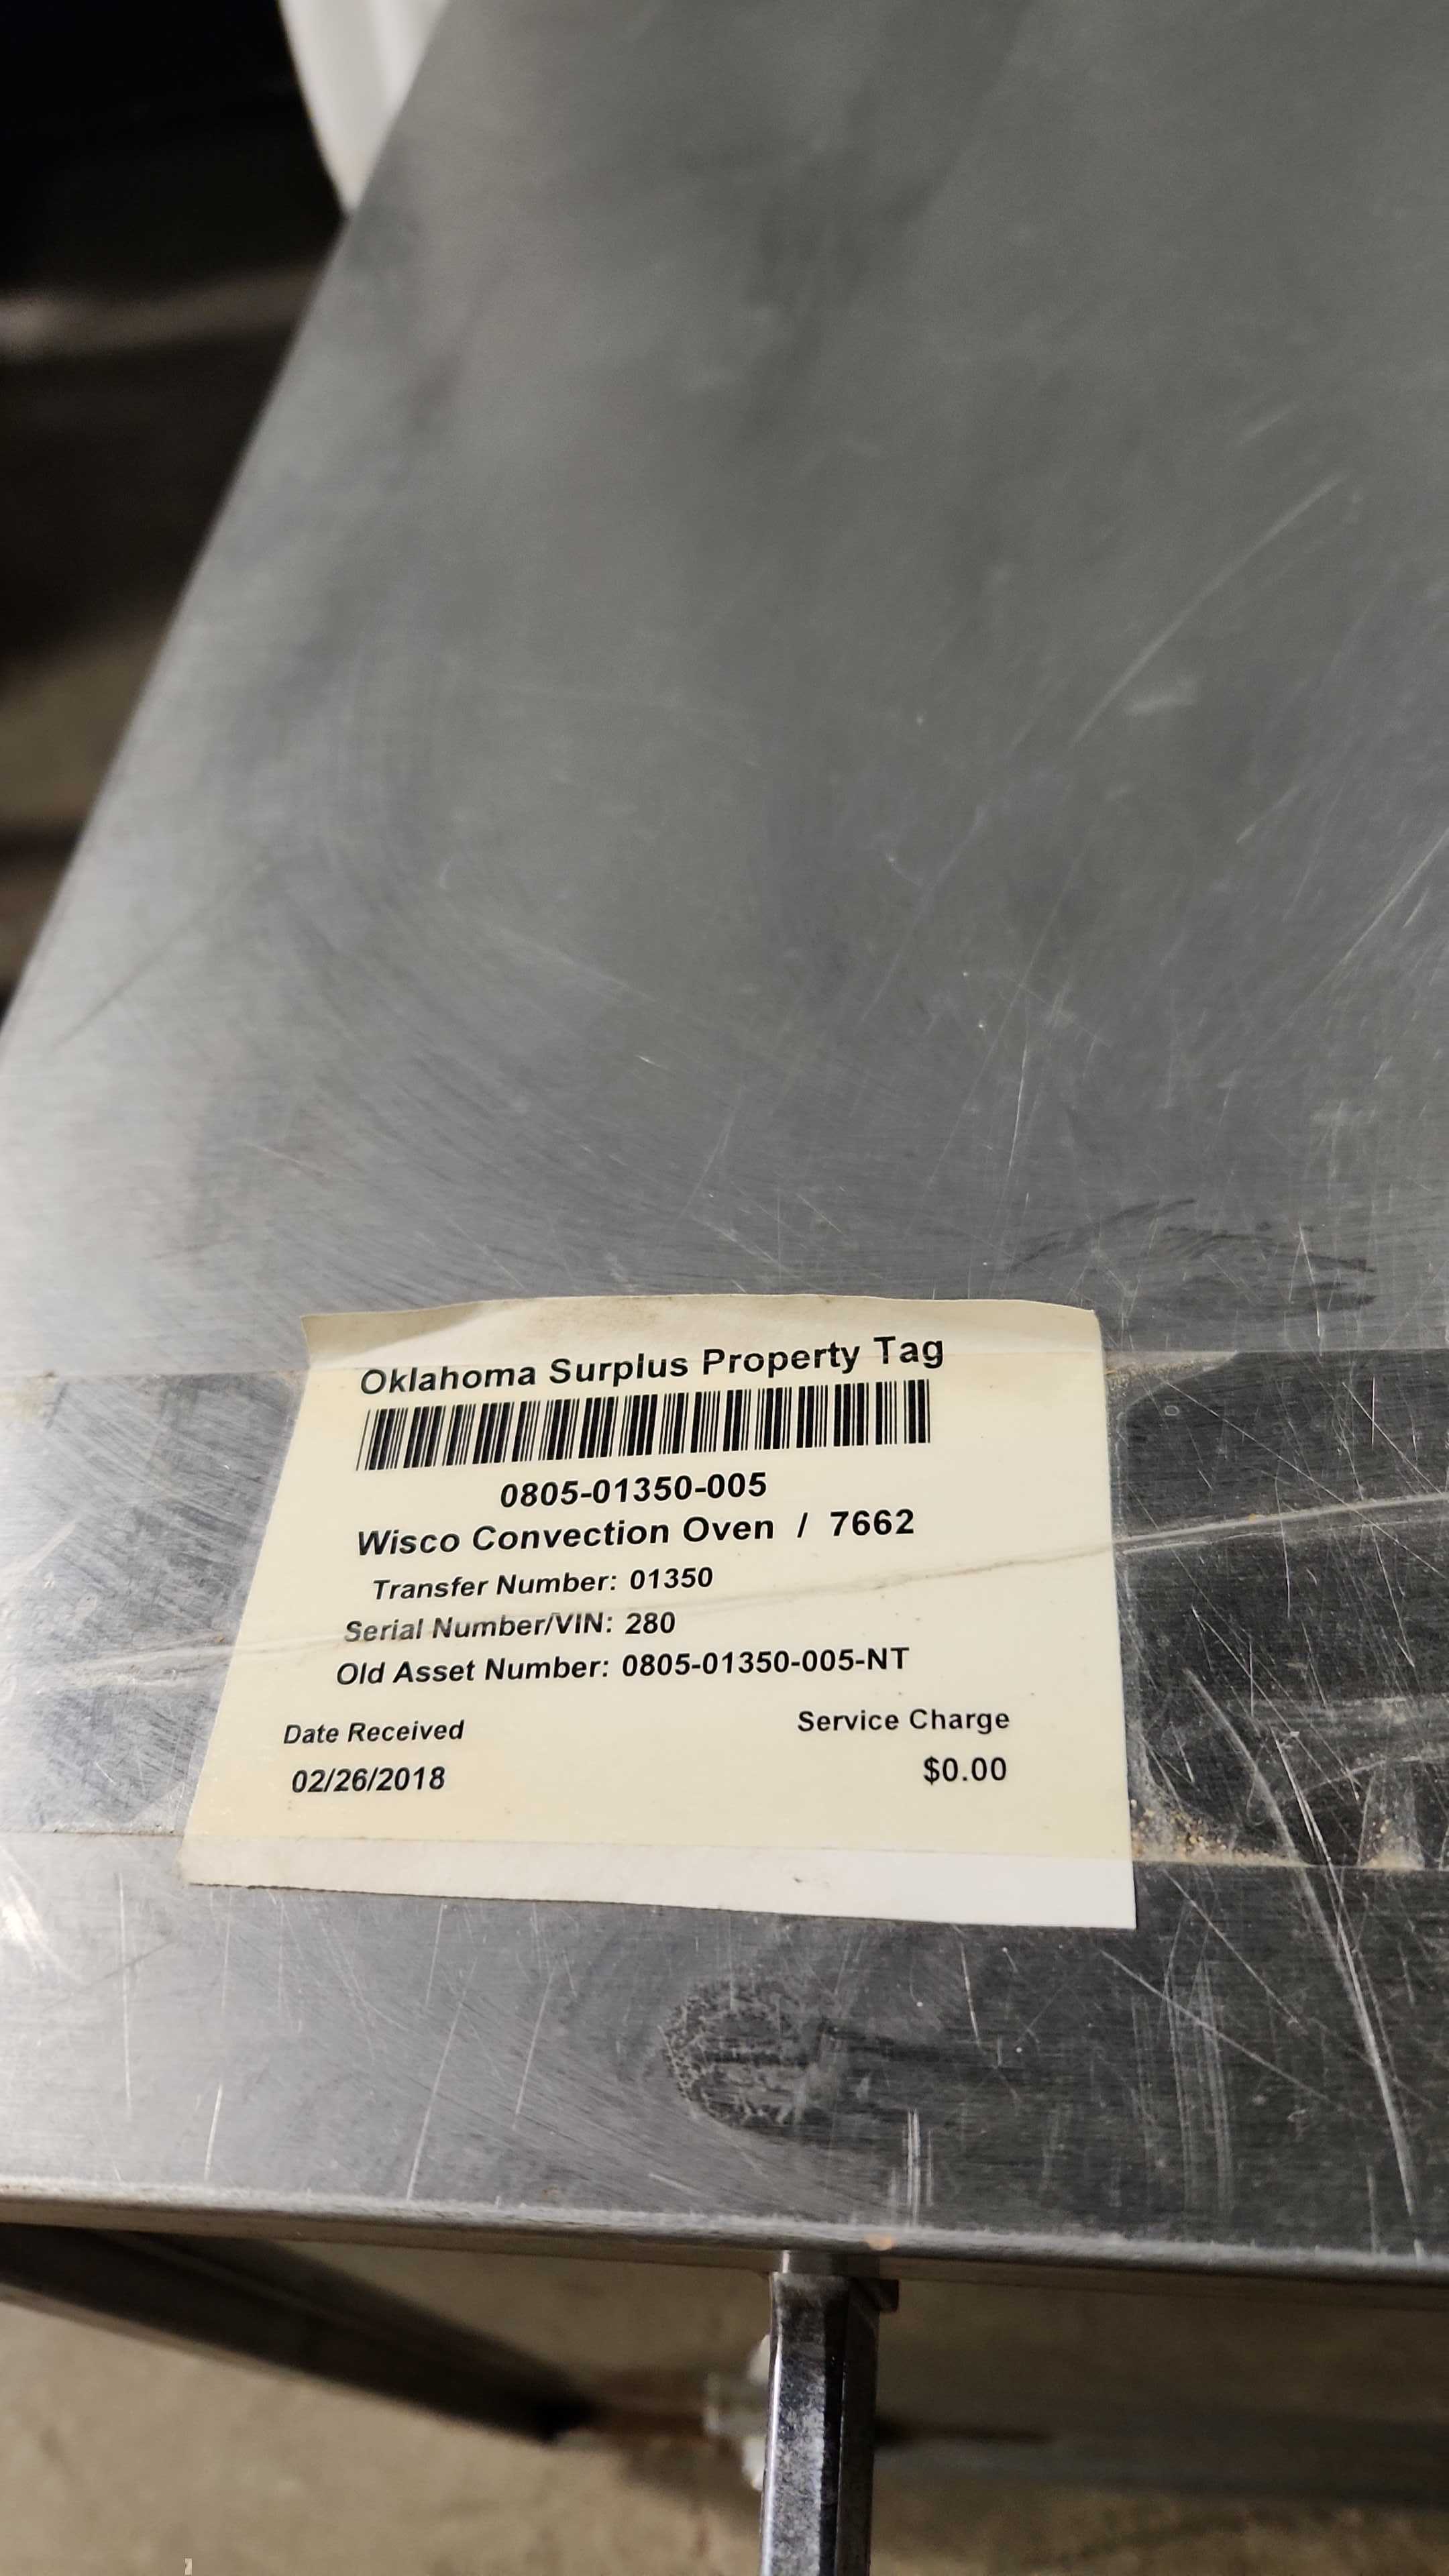 Oklahoma Surplus Property Tag
0805-01350-005
Wisco Convection Oven / 7662
Transfer Number: 01350
Serial Number/VIN: 280
Old Asset Number: 0805-01350-005-NT
Date Received Service Charge
02/26/2018 $0.00